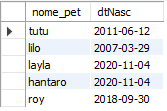 nome_pet dtNasc
tutu 2011-06-12
lilo 2007-03-29
layla 2020-11-04
hantaro 2020-11-04
roy 2018-09-30